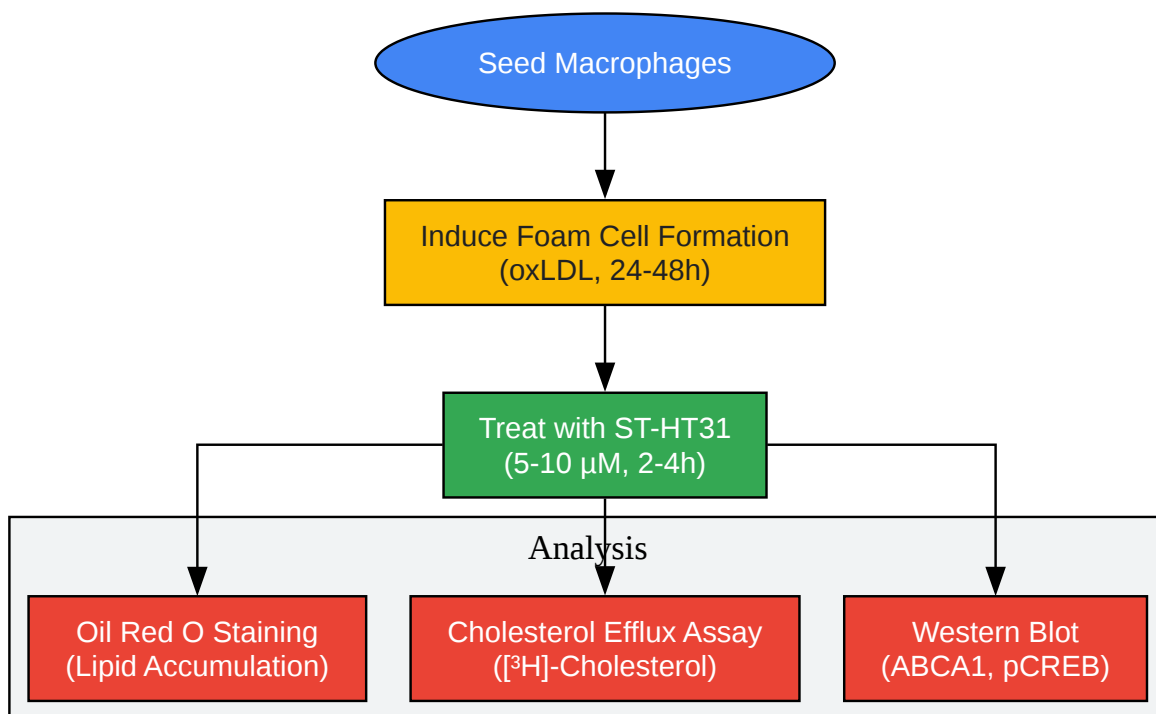 Seed Macrophages
Induce Foam Cell Formation
(oxLDL, 24-48h)
Treat with ST-HT31
(5-10 µM, 2-4h)
Analysis
Oil Red O Staining
(Lipid Accumulation)
Cholesterol Efflux Assay
([³H]-Cholesterol)
Western Blot
(ABCA1, pCREB)